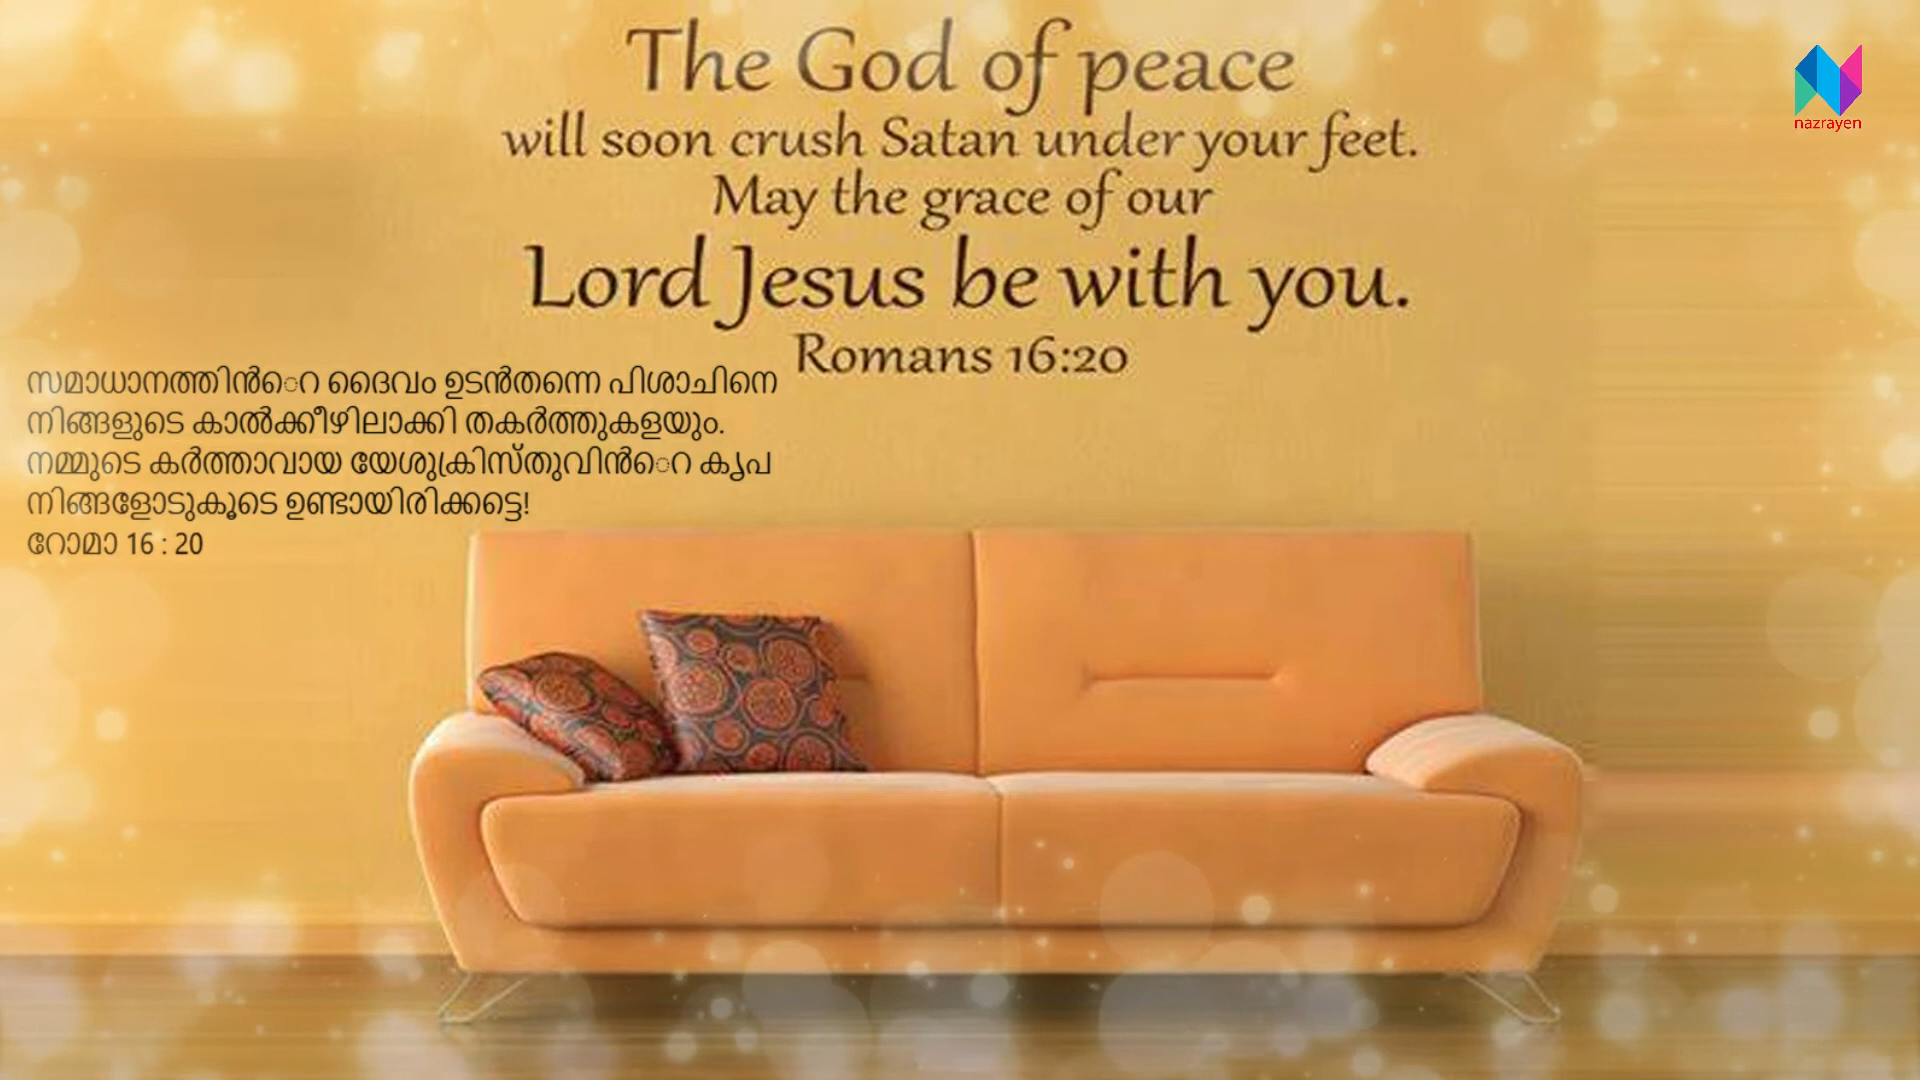 The God of peace
will soon crush Satan under your feet.
May the grace of our
Lord Jesus be with you.
Romans 16:20
സമാധാനത്തിൻെറ ദൈവം ഉടൻതന്നെ പിശാചിനെ
നിങ്ങളുടെ കാൽക്കീഴിലാക്കി തകർത്തുകളയും.
നമ്മുടെ കർത്താവായ യേശുക്രിസ്തുവിൻെറ കൃപ
നിങ്ങളോടുകൂടെ ഉണ്ടായിരിക്കട്ടെ!
റോമാ 16 : 20
nazrayen